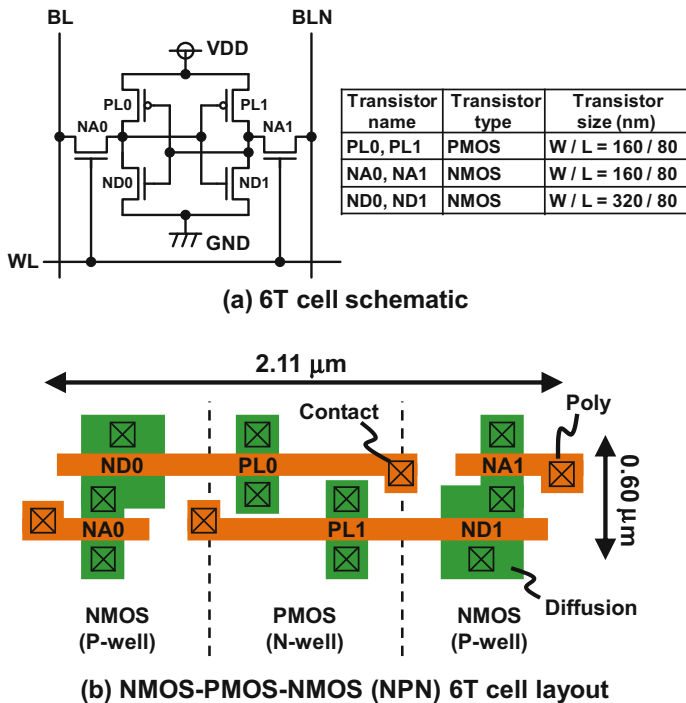 BL
BLN
VDD
PL0
PL1
NA0
NA1
ND0
ND1
GND
WL
Transistor name Transistor type Transistor size (nm)
PL0, PL1 PMOS W / L = 160 / 80
NA0, NA1 NMOS W / L = 160 / 80
ND0, ND1 NMOS W / L = 320 / 80
(a) 6T cell schematic
2.11 μm
Contact
Poly
ND0
PL0
NA1
0.60 μm
NA0
PL1
ND1
Diffusion
NMOS
(P-well)
PMOS
(N-well)
NMOS
(P-well)
(b) NMOS-PMOS-NMOS (NPN) 6T cell layout